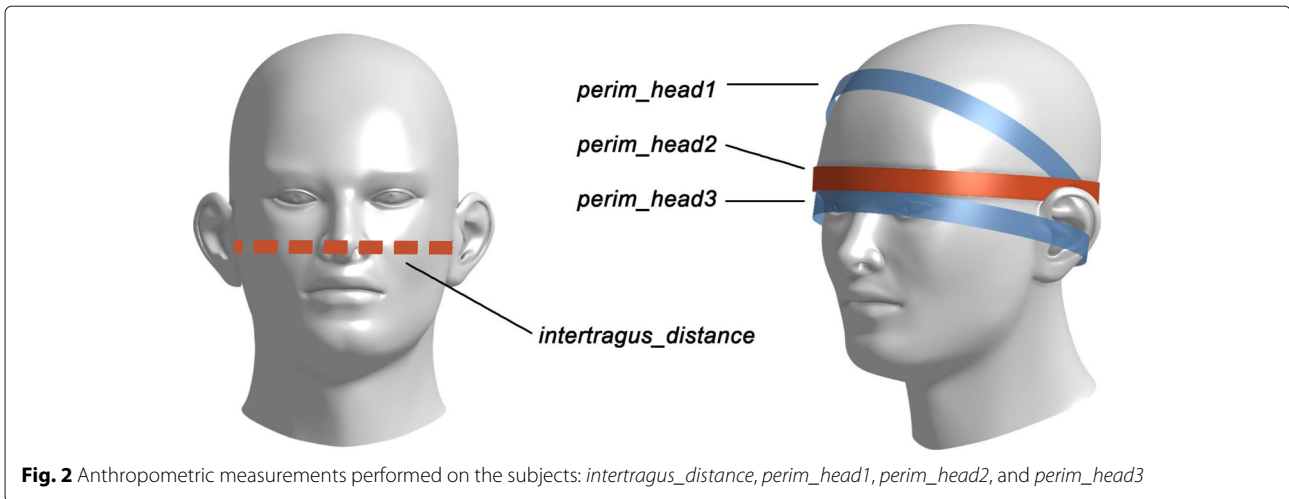 perim_head1
perim_head2
perim_head3
intertragus_distance
Fig. 2 Anthropometric measurements performed on the subjects: intertragus_distance, perim_head1, perim_head2, and perim_head3